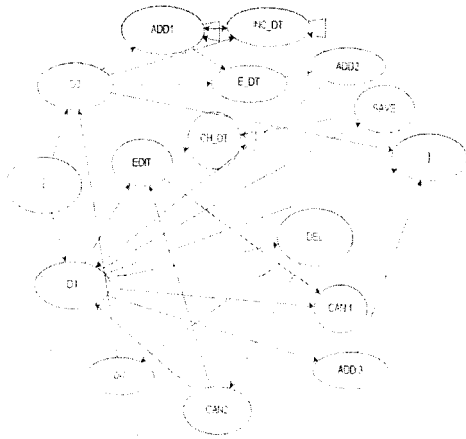 ADD1
NC_DT
E_DT
ADD2
D2
SAVE
CH_DT
EDIT
DEL
D1
CAN1
ADD3
CAN2